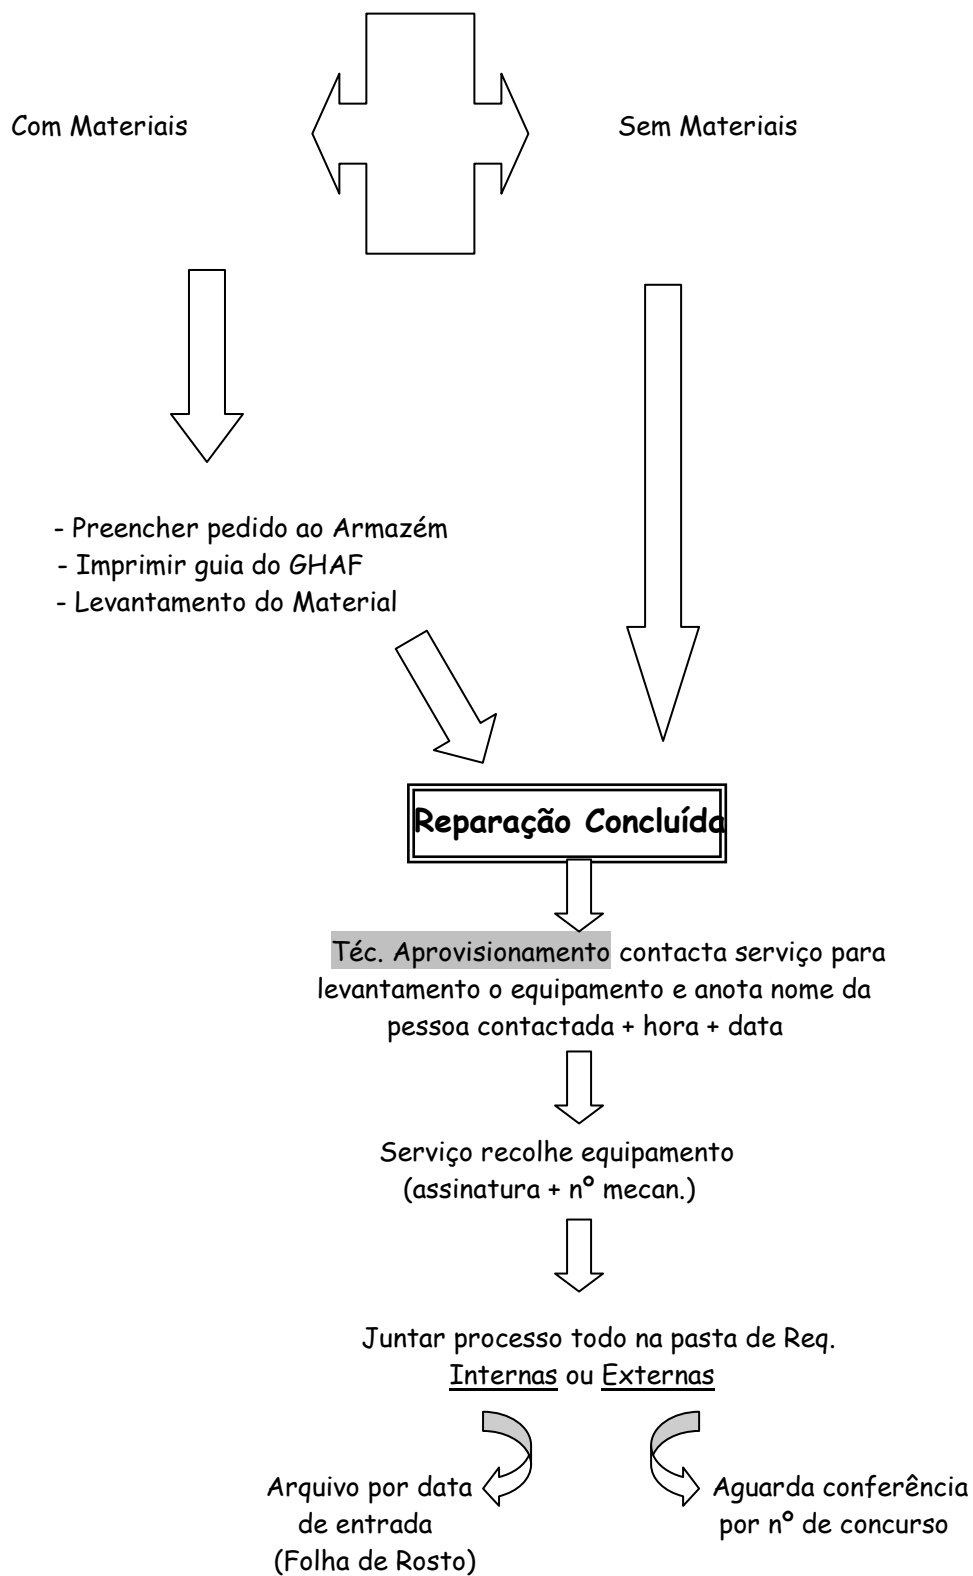 Com Materiais
Sem Materiais
- Preencher pedido ao Armazém
- Imprimir guia do GHAF
- Levantamento do Material
Reparação Concluída
Téc. Aprovisionamento contacta serviço para
levantamento o equipamento e anota nome da
pessoa contactada + hora + data
Serviço recolhe equipamento
(assinatura + nº mecan.)
Juntar processo todo na pasta de Req.
Internas ou Externas
Arquivo por data
de entrada
(Folha de Rosto)
Aguarda conferência
por nº de concurso